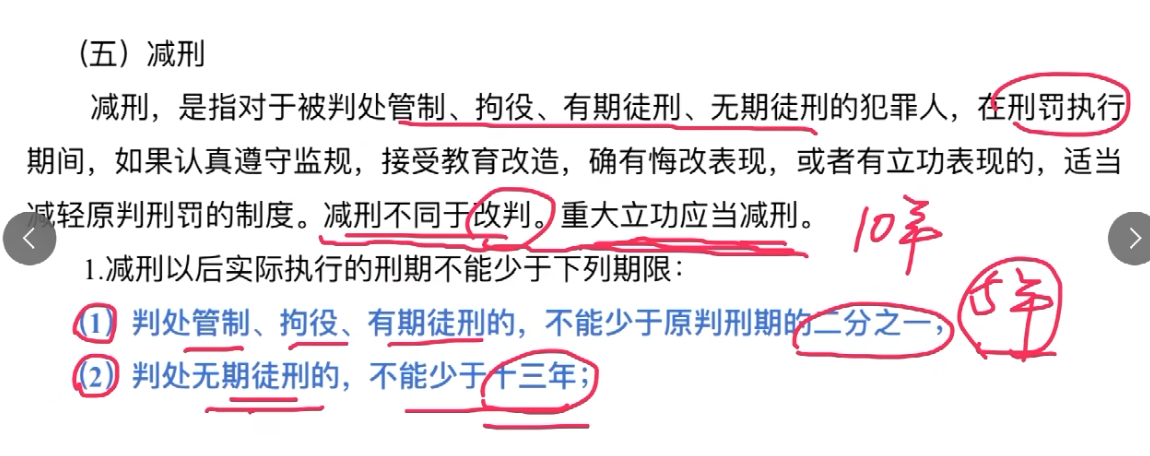 （五）减刑
减刑，是指对于被判处管制、拘役、有期徒刑、无期徒刑的犯罪人，在刑罚执行
期间，如果认真遵守监规，接受教育改造，确有悔改表现，或者有立功表现的，适当
减轻原判刑罚的制度。减刑不同于改判。重大立功应当减刑。
10年
1.减刑以后实际执行的刑期不能少于下列期限：
(1) 判处管制、拘役、有期徒刑的，不能少于原判刑期的二分之一；
5年
(2) 判处无期徒刑的，不能少于十三年；